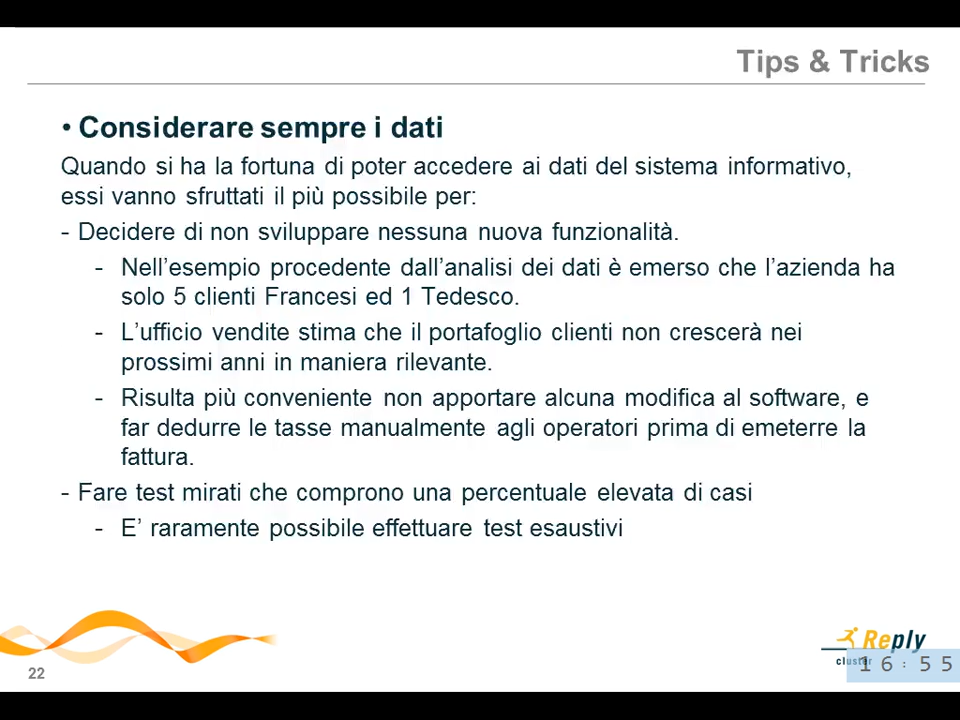 Tips & Tricks
• Considerare sempre i dati
Quando si ha la fortuna di poter accedere ai dati del sistema informativo,
essi vanno sfruttati il più possibile per:
- Decidere di non sviluppare nessuna nuova funzionalità.
- Nell’esempio procedente dall’analisi dei dati è emerso che l’azienda ha
solo 5 clienti Francesi ed 1 Tedesco.
- L’ufficio vendite stima che il portafoglio clienti non crescerà nei
prossimi anni in maniera rilevante.
- Risulta più conveniente non apportare alcuna modifica al software, e
far dedurre le tasse manualmente agli operatori prima di emeterre la
fattura.
- Fare test mirati che comprono una percentuale elevata di casi
- E’ raramente possibile effettuare test esaustivi
Reply
cluster
16:55
22